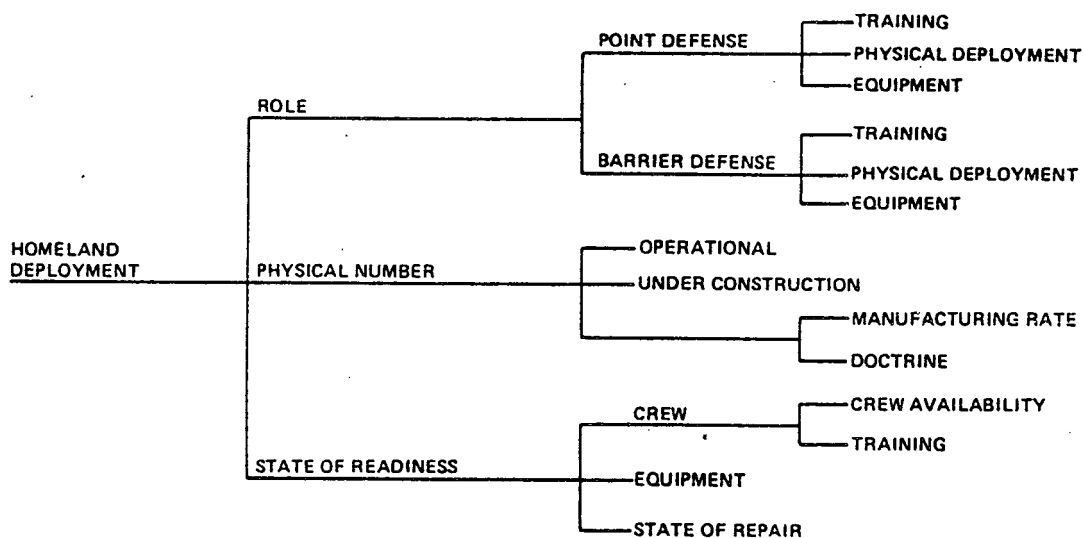 TRAINING
POINT DEFENSE
PHYSICAL DEPLOYMENT
EQUIPMENT
ROLE
TRAINING
BARRIER DEFENSE
PHYSICAL DEPLOYMENT
EQUIPMENT
HOMELAND
DEPLOYMENT
OPERATIONAL
PHYSICAL NUMBER
UNDER CONSTRUCTION
MANUFACTURING RATE
DOCTRINE
CREW
CREW AVAILABILITY
TRAINING
STATE OF READINESS
EQUIPMENT
STATE OF REPAIR